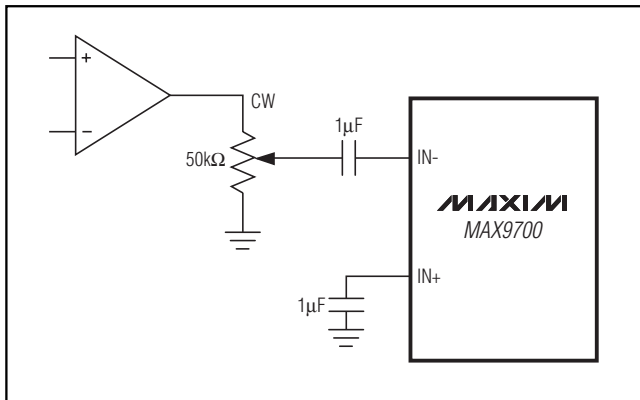 +
−
CW
50kΩ
1µF
IN-
MAXIM
MAX9700
IN+
1µF